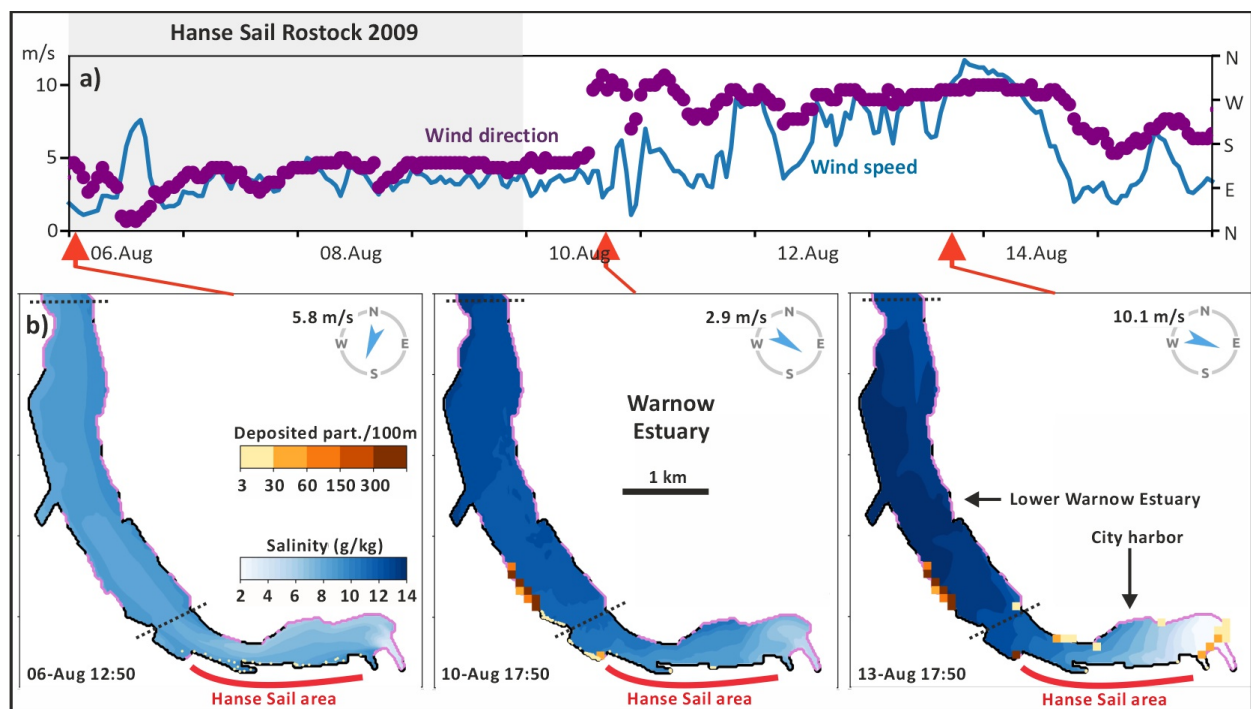 Hanse Sail Rostock 2009
m/s
N
a)
10
W
Wind direction
S
5
Wind speed
E
0
N
06.Aug
08.Aug
10.Aug
12.Aug
14.Aug
b)
5.8 m/s
N
W
E
S
Deposited part./100m
3 30 60 150 300
Salinity (g/kg)
2 4 6 8 10 12 14
06-Aug 12:50
Hanse Sail area
2.9 m/s
N
W
E
S
Warnow
Estuary
1 km
10-Aug 17:50
Hanse Sail area
10.1 m/s
N
W
E
S
Lower Warnow Estuary
City harbor
13-Aug 17:50
Hanse Sail area